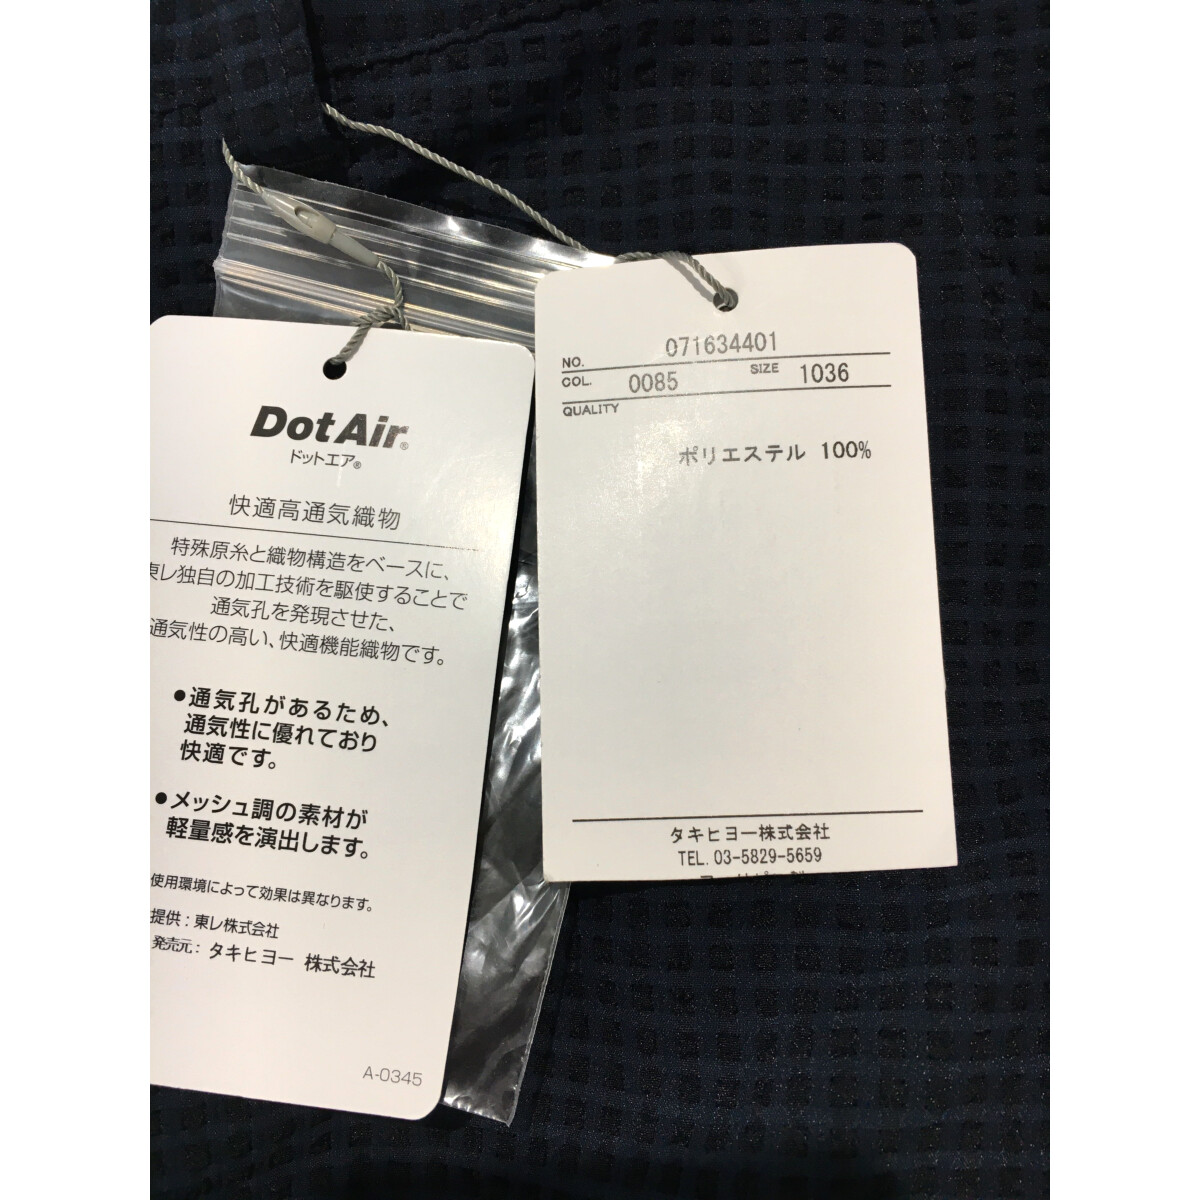 Dot Air®
ドットエア®
快適高通気織物
特殊原糸と織物構造をベースに、
東レ独自の加工技術を駆使することで
通気孔を発現させた、
通気性の高い、快適機能織物です。
●通気孔があるため、
通気性に優れており
快適です。
●メッシュ調の素材が
軽量感を演出します。
使用環境によって効果は異なります。
提供：東レ株式会社
発売元：タキヒヨー 株式会社
A-0345
NO. 071634401
COL. 0085 SIZE 1036
QUALITY
ポリエステル 100%
タキヒヨー株式会社
TEL. 03-5829-5659